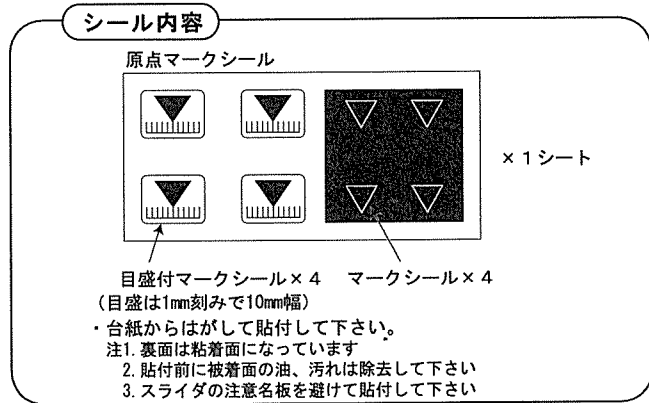 シール内容
原点マークシール
×1シート
目盛付マークシール×4　マークシール×4
(目盛は1mm刻みで10mm幅)
・台紙からはがして貼付して下さい。
注1. 裏面は粘着面になっています
2. 貼付前に被着面の油、汚れは除去して下さい
3. スライダの注意名板を避けて貼付して下さい